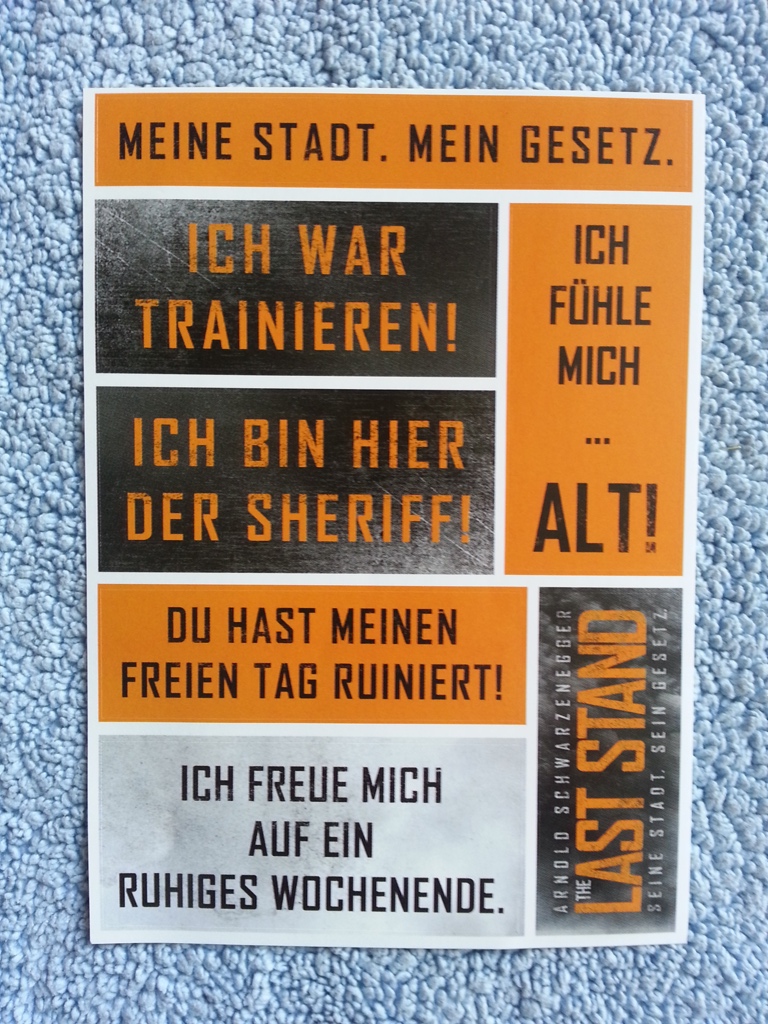 MEINE STADT. MEIN GESETZ.
ICH WAR
TRAINIEREN!
ICH
FÜHLE
MICH
...
ALT!
ICH BIN HIER
DER SHERIFF!
DU HAST MEINEN
FREIEN TAG RUINIERT!
ICH FREUE MICH
AUF EIN
RUHIGES WOCHENENDE.
ARNOLD SCHWARZENEGGER
THE LAST STAND
SEINE STADT. SEIN GESETZ.